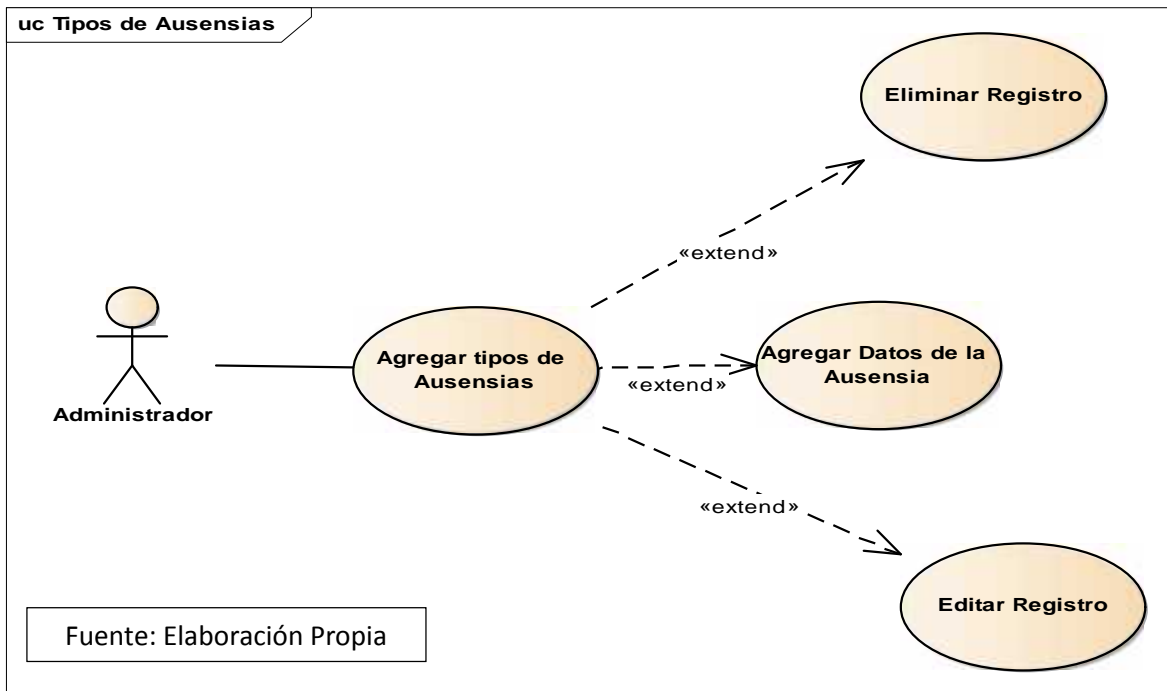 uc Tipos de Ausensias
Eliminar Registro
«extend»
Agregar tipos de
Ausensias
«extend»
Agregar Datos de la
Ausensia
Administrador
«extend»
Editar Registro
Fuente: Elaboración Propia